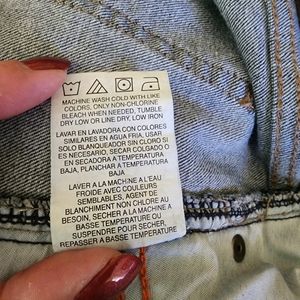 MACHINE WASH COLD WITH LIKE
COLORS, ONLY NON-CHLORINE
BLEACH WHEN NEEDED, TUMBLE
DRY LOW OR LINE DRY, LOW IRON
LAVAR EN LAVADORA CON COLORES
SIMILARES EN AGUA FRIA, USAR
SOLO BLANQUEADOR SIN CLORO SI
ES NECESARIO, SECAR COLGADO O
EN SECADORA A TEMPERATURA
BAJA, PLANCHAR A TEMPERATURA
BAJA
LAVER A LA MACHINE A L'EAU
FROIDE AVEC COULEURS
SEMBLABLES, AGENT DE
BLANCHIMENT NON CHLORE AU
BESOIN, SECHER A LA MACHINE A
BASSE TEMPERATURE OU
SUSPENDRE POUR SECHER,
REPASSER A BASSE TEMPERATURE